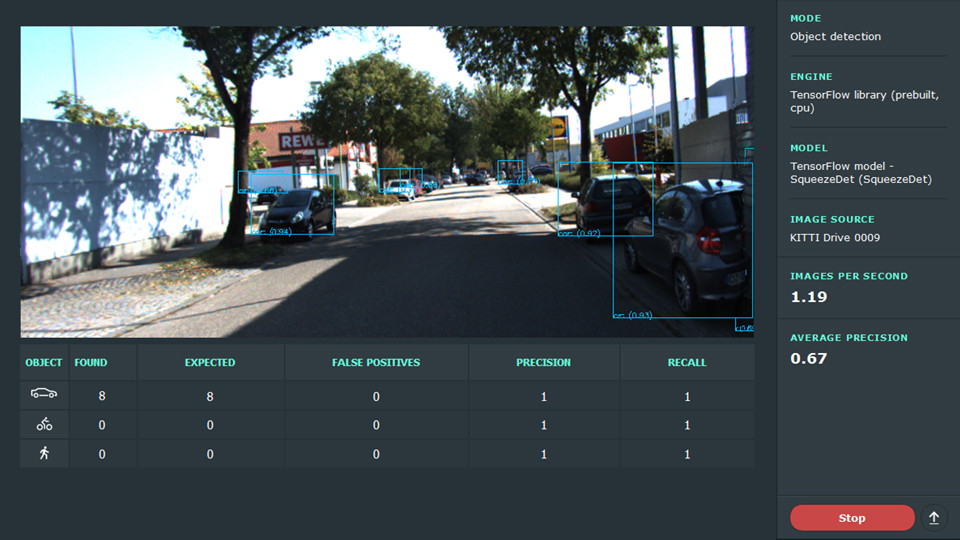 MODE
Object detection
ENGINE
TensorFlow library (prebuilt,
cpu)
MODEL
TensorFlow model -
SqueezeDet (SqueezeDet)
IMAGE SOURCE
KITTI Drive 0009
IMAGES PER SECOND
1.19
AVERAGE PRECISION
0.67
REWE
car: (0.94)
car: (0.92)
car: (0.93)
OBJECT FOUND EXPECTED FALSE POSITIVES PRECISION RECALL
8 8 0 1 1
0 0 0 1 1
0 0 0 1 1
Stop